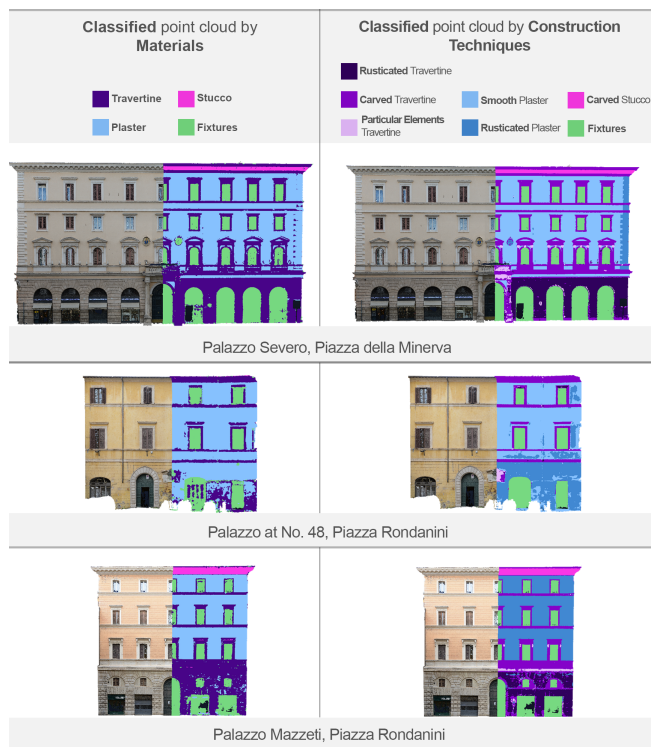 Classified point cloud by
Materials
Travertine
Stucco
Plaster
Fixtures
Classified point cloud by Construction
Techniques
Rusticated Travertine
Carved Travertine
Smooth Plaster
Carved Stucco
Particular Elements
Travertine
Rusticated Plaster
Fixtures
Palazzo Severo, Piazza della Minerva
Palazzo at No. 48, Piazza Rondanini
Palazzo Mazzeti, Piazza Rondanini